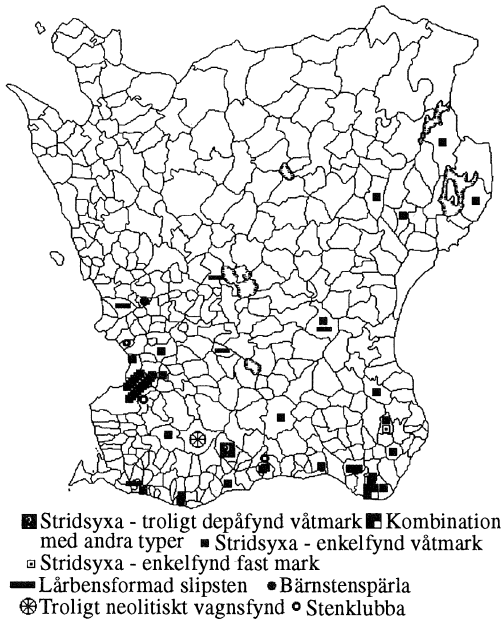 ?
? Stridsyxa - troligt depåfynd våtmark Kombination
med andra typer Stridsyxa - enkelfynd våtmark
Stridsyxa - enkelfynd fast mark
Lårbensformad slipsten Bärnstenspärla
Troligt neolitiskt vagnsfynd Stenklubba